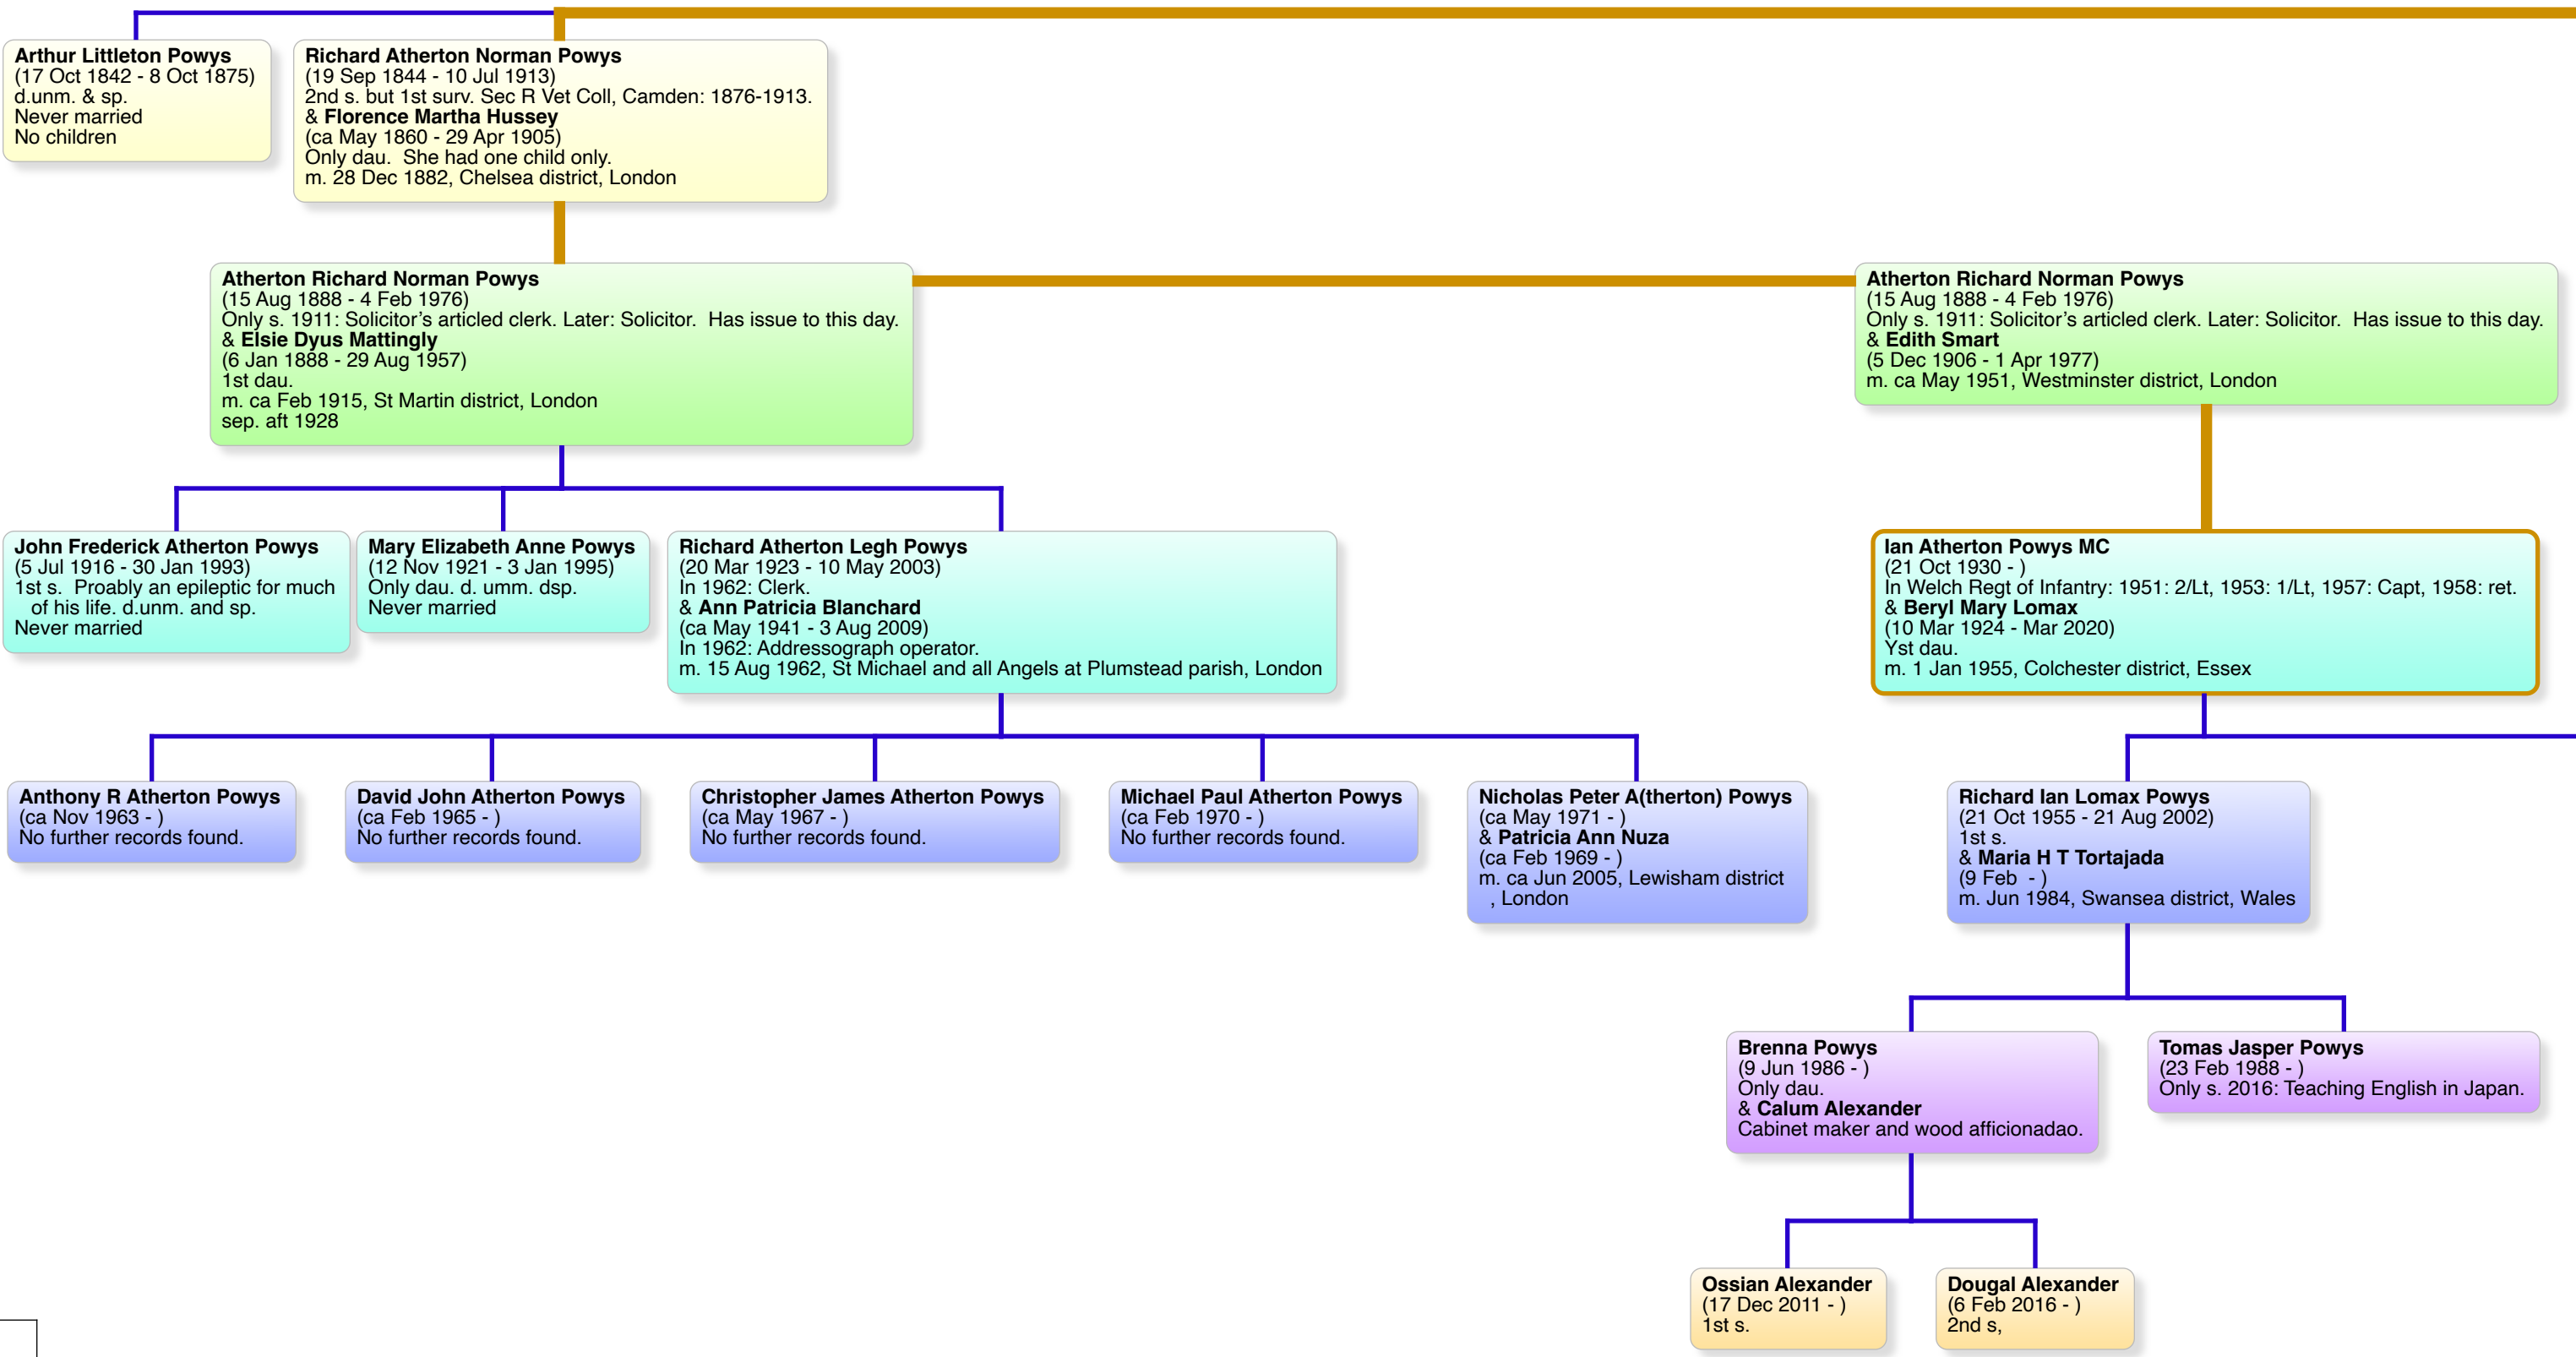 Arthur Littleton Powys
(17 Oct 1842 - 8 Oct 1875)
d.unm. & sp.
Never married
No children
Richard Atherton Norman Powys
(19 Sep 1844 - 10 Jul 1913)
2nd s. but 1st surv. Sec R Vet Coll, Camden: 1876-1913.
& Florence Martha Hussey
(ca May 1860 - 29 Apr 1905)
Only dau.  She had one child only.
m. 28 Dec 1882, Chelsea district, London
Atherton Richard Norman Powys
(15 Aug 1888 - 4 Feb 1976)
Only s. 1911: Solicitor's articled clerk. Later: Solicitor.  Has issue to this day.
& Elsie Dyus Mattingly
(6 Jan 1888 - 29 Aug 1957)
1st dau.
m. ca Feb 1915, St Martin district, London
sep. aft 1928
Atherton Richard Norman Powys
(15 Aug 1888 - 4 Feb 1976)
Only s. 1911: Solicitor's articled clerk. Later: Solicitor.  Has issue to this day.
& Edith Smart
(5 Dec 1906 - 1 Apr 1977)
m. ca May 1951, Westminster district, London
John Frederick Atherton Powys
(5 Jul 1916 - 30 Jan 1993)
1st s.  Proably an epileptic for much
of his life. d.unm. and sp.
Never married
Mary Elizabeth Anne Powys
(12 Nov 1921 - 3 Jan 1995)
Only dau. d. umm. dsp.
Never married
Richard Atherton Legh Powys
(20 Mar 1923 - 10 May 2003)
In 1962: Clerk.
& Ann Patricia Blanchard
(ca May 1941 - 3 Aug 2009)
In 1962: Addressograph operator.
m. 15 Aug 1962, St Michael and all Angels at Plumstead parish, London
Ian Atherton Powys MC
(21 Oct 1930 - )
In Welch Regt of Infantry: 1951: 2/Lt, 1953: 1/Lt, 1957: Capt, 1958: ret.
& Beryl Mary Lomax
(10 Mar 1924 - Mar 2020)
Yst dau.
m. 1 Jan 1955, Colchester district, Essex
Anthony R Atherton Powys
(ca Nov 1963 - )
No further records found.
David John Atherton Powys
(ca Feb 1965 - )
No further records found.
Christopher James Atherton Powys
(ca May 1967 - )
No further records found.
Michael Paul Atherton Powys
(ca Feb 1970 - )
No further records found.
Nicholas Peter A(therton) Powys
(ca May 1971 - )
& Patricia Ann Nuza
(ca Feb 1969 - )
m. ca Jun 2005, Lewisham district
, London
Richard Ian Lomax Powys
(21 Oct 1955 - 21 Aug 2002)
1st s.
& Maria H T Tortajada
(9 Feb  - )
m. Jun 1984, Swansea district, Wales
Brenna Powys
(9 Jun 1986 - )
Only dau.
& Calum Alexander
Cabinet maker and wood afficionadao.
Tomas Jasper Powys
(23 Feb 1988 - )
Only s. 2016: Teaching English in Japan.
Ossian Alexander
(17 Dec 2011 - )
1st s.
Dougal Alexander
(6 Feb 2016 - )
2nd s,